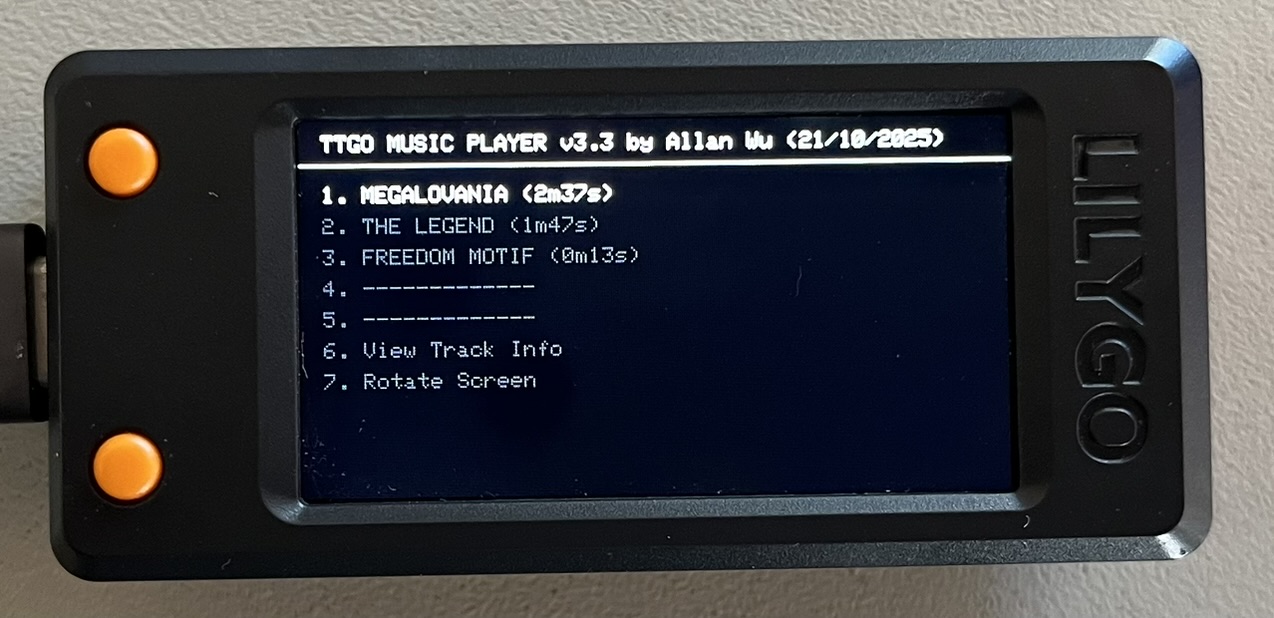 TTGO MUSIC PLAYER v3.3 by Allan Wu (21/10/2025)
1. MEGALOVANIA (2m37s)
2. THE LEGEND (1m47s)
3. FREEDOM MOTIF (0m13s)
4. -------------
5. -------------
6. View Track Info
7. Rotate Screen
LILYGO